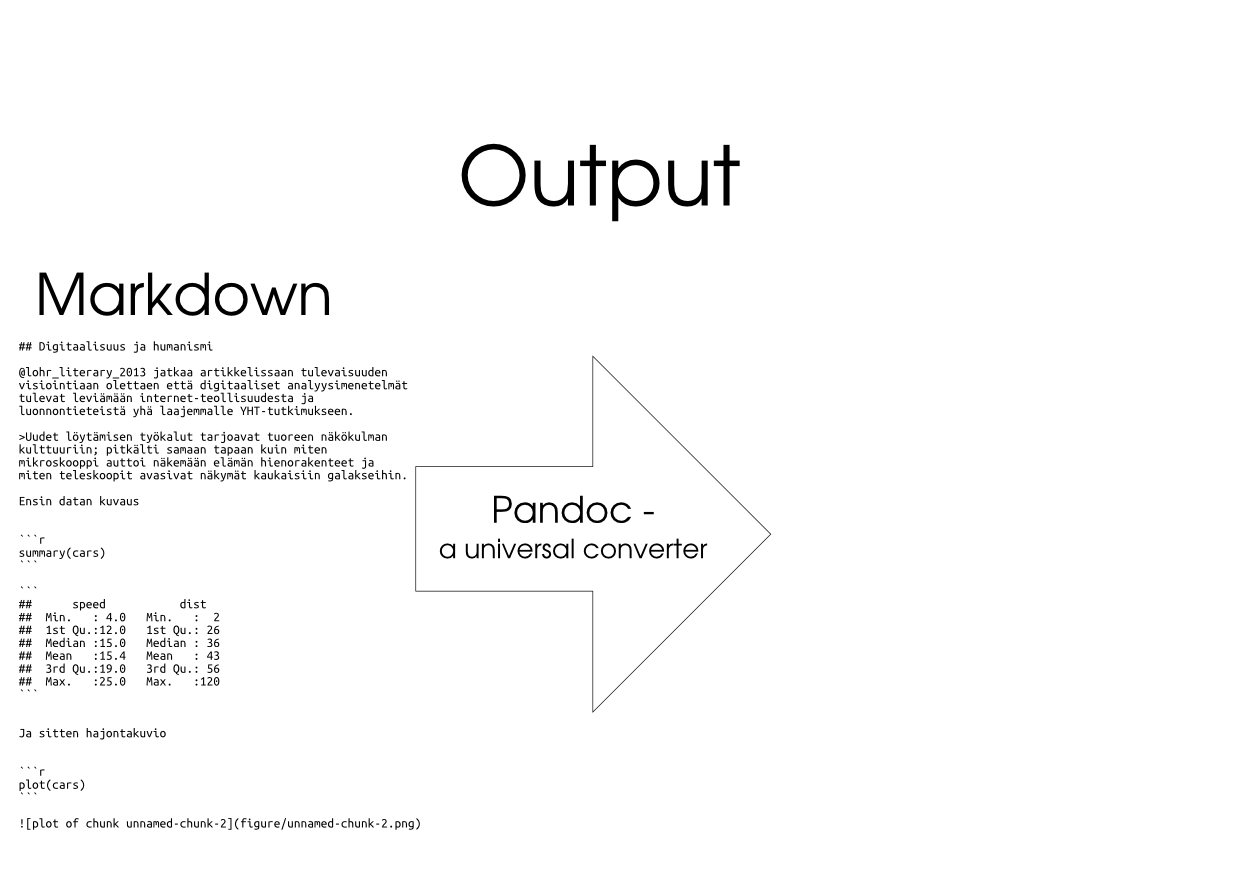 Output
Markdown
## Digitaalisuus ja humanismi
@lohr_literary_2013 jatkaa artikkelissaan tulevaisuuden
visiointiaan olettaen että digitaaliset analyysimenetelmät
tulevat leviämään internet-teollisuudesta ja
luonnontieteistä yhä laajemmalle YHT-tutkimukseen.
>Uudet löytämisen työkalut tarjoavat tuoreen näkökulman
kulttuuriin; pitkälti samaan tapaan kuin miten
mikroskooppi auttoi näkemään elämän hienorakenteet ja
miten teleskoopit avasivat näkymät kaukaisiin galakseihin.
Ensin datan kuvaus
```r
summary(cars)
```
```
##      speed           dist
##  Min.   : 4.0   Min.   :  2
##  1st Qu.:12.0   1st Qu.: 26
##  Median :15.0   Median : 36
##  Mean   :15.4   Mean   : 43
##  3rd Qu.:19.0   3rd Qu.: 56
##  Max.   :25.0   Max.   :120
```
Ja sitten hajontakuvio
```r
plot(cars)
```
![plot of chunk unnamed-chunk-2](figure/unnamed-chunk-2.png)
Pandoc -
a universal converter